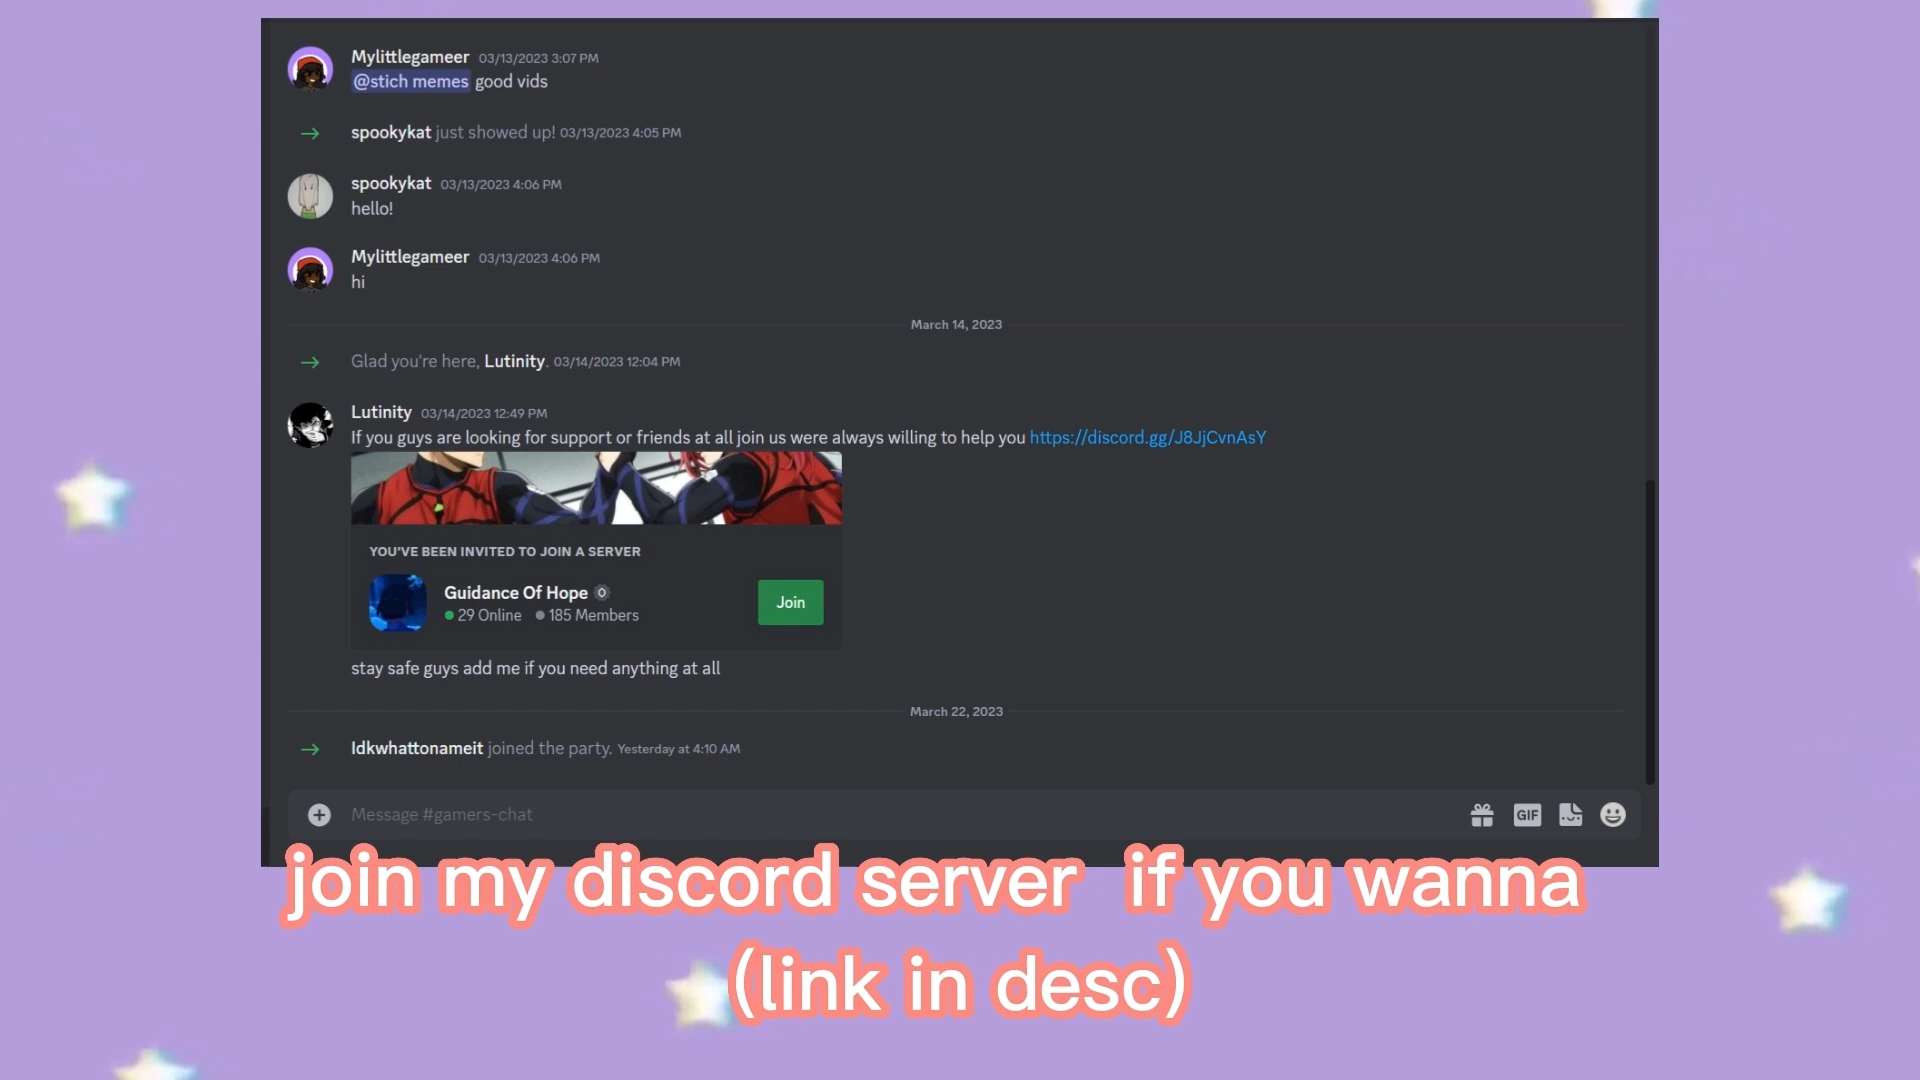 Mylittlegameer 03/13/2023 3:07 PM
@stich memes good vids
spookykat just showed up! 03/13/2023 4:05 PM
spookykat 03/13/2023 4:06 PM
hello!
Mylittlegameer 03/13/2023 4:06 PM
hi
March 14, 2023
Glad you're here, Lutinity. 03/14/2023 12:04 PM
Lutinity 03/14/2023 12:49 PM
If you guys are looking for support or friends at all join us were always willing to help you https://discord.gg/J8JjCvnAsY
YOU'VE BEEN INVITED TO JOIN A SERVER
Guidance Of Hope
29 Online 185 Members
Join
stay safe guys add me if you need anything at all
March 22, 2023
Idkwhattonameit joined the party. Yesterday at 4:10 AM
Message #gamers-chat
GIF
join my discord server if you wanna
(link in desc)